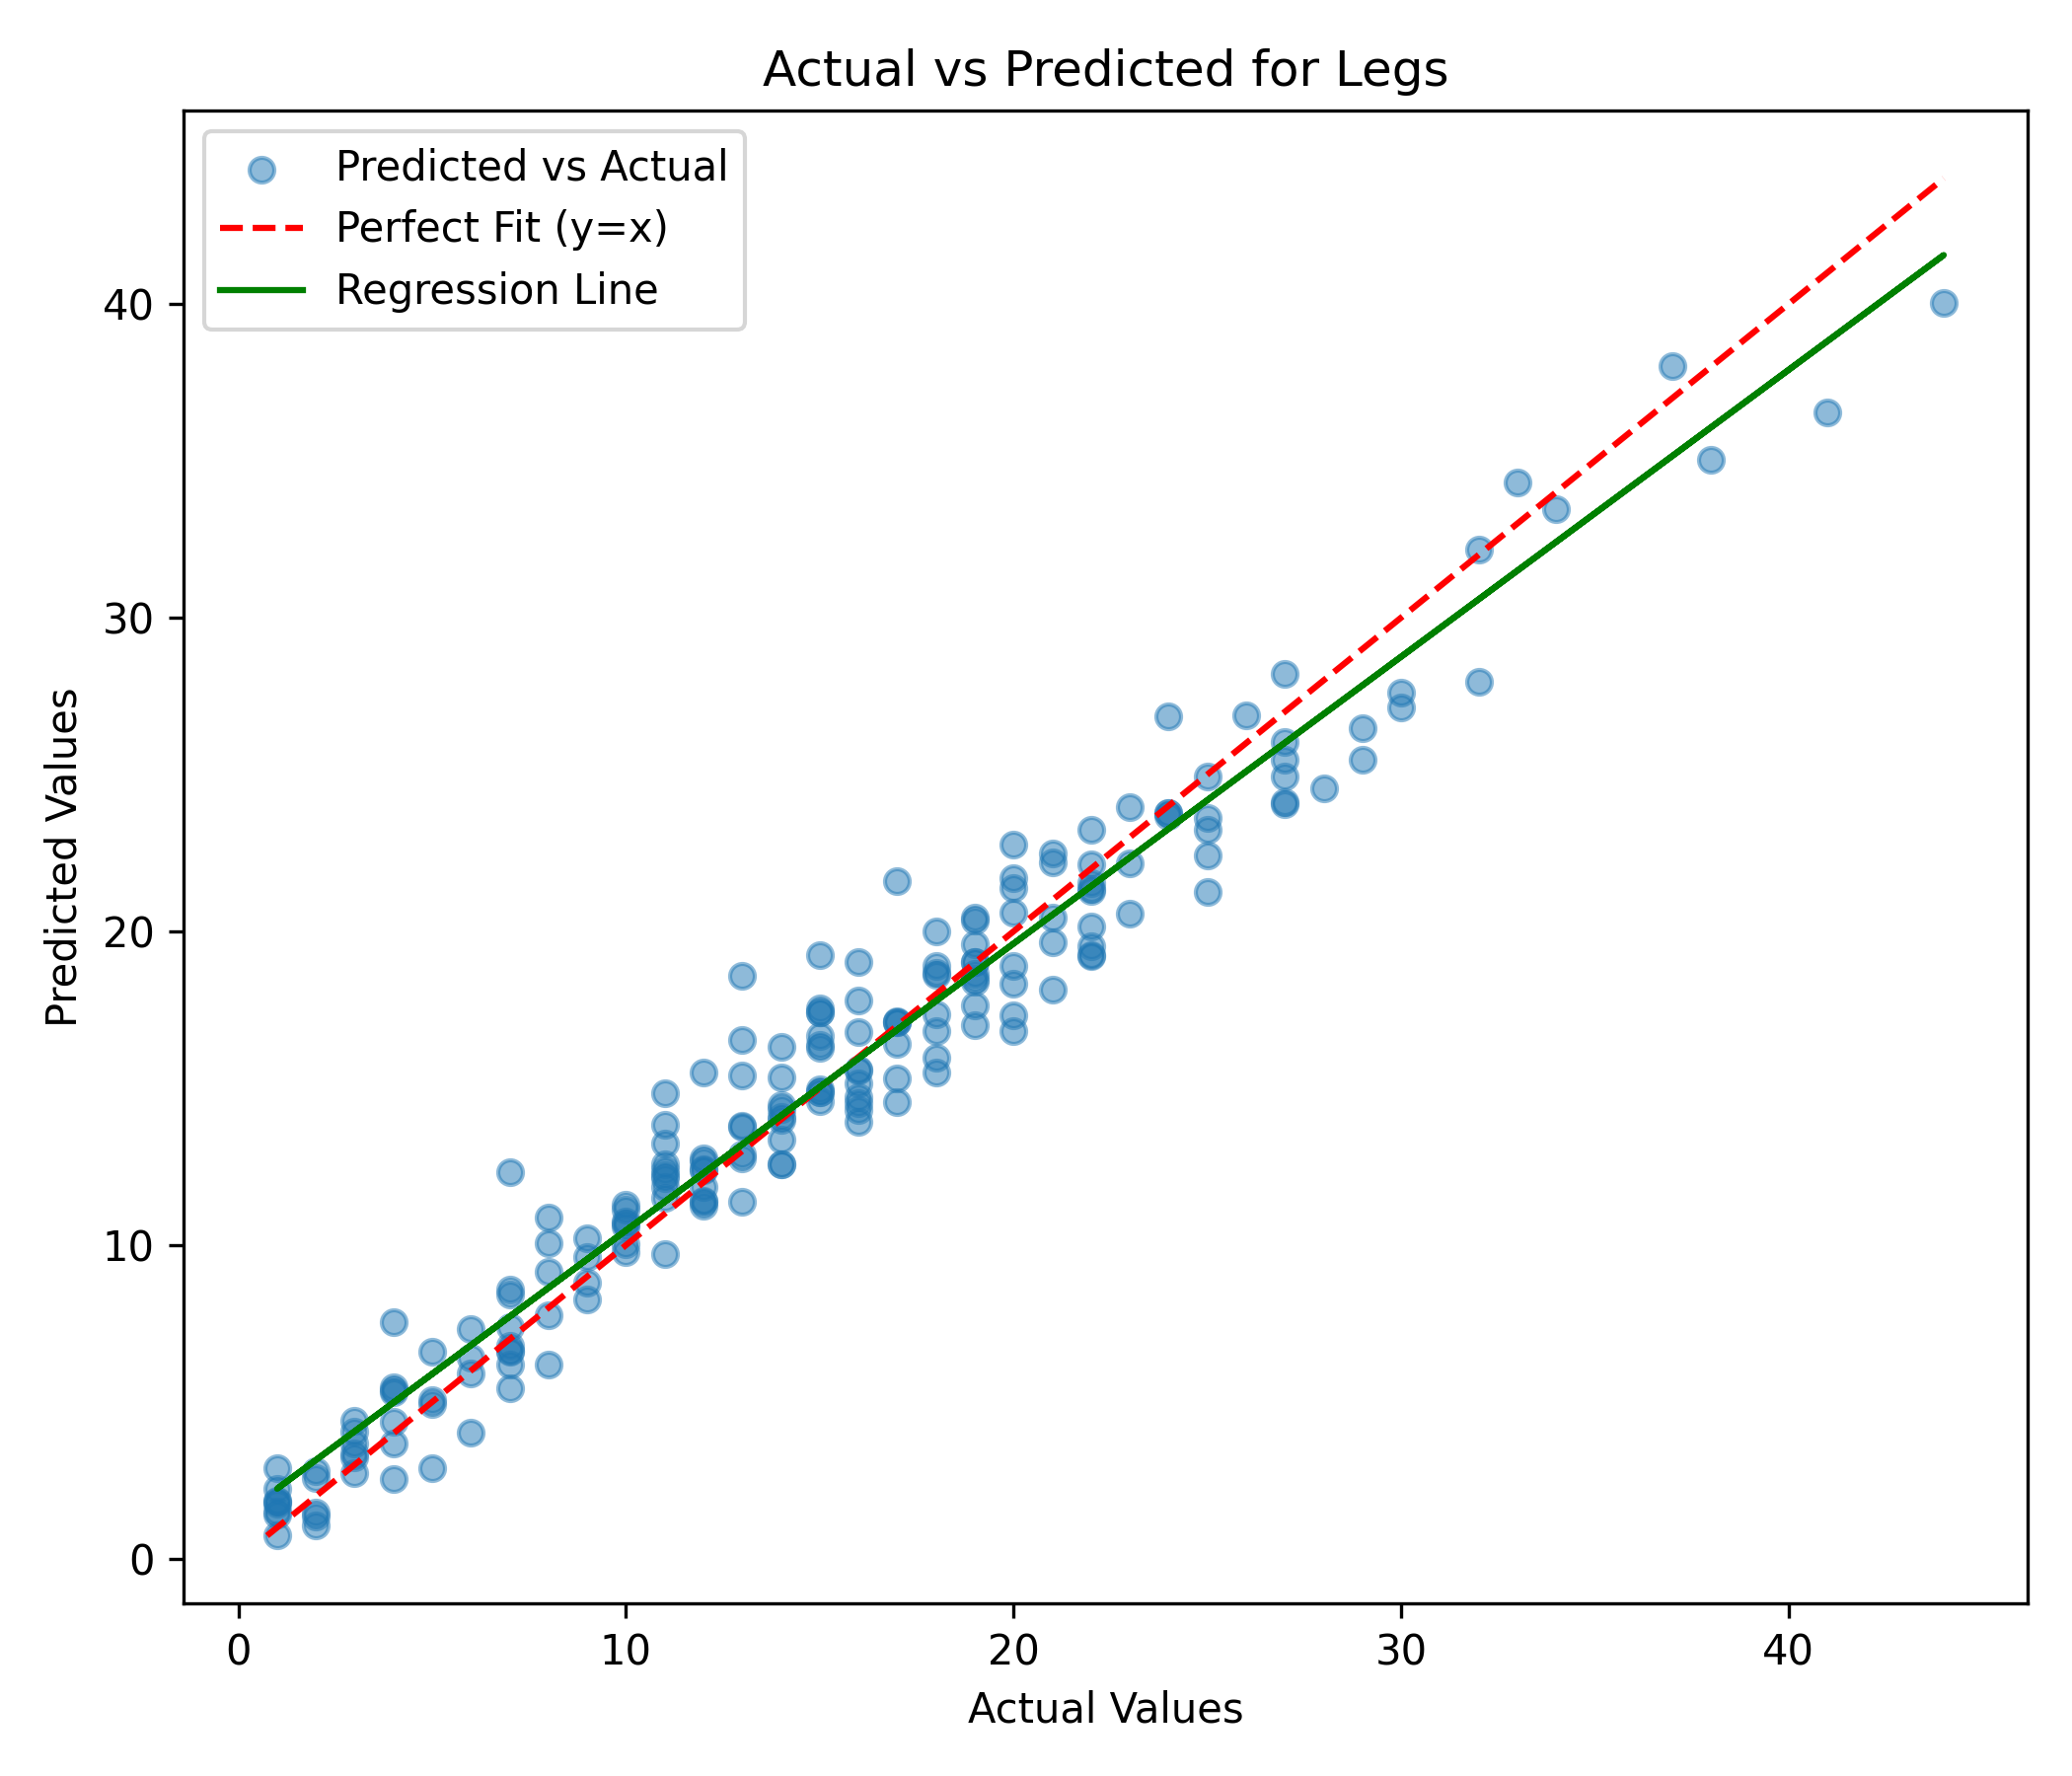 Actual vs Predicted for Legs
Predicted vs Actual
Perfect Fit (y=x)
Regression Line
40
30
20
10
0
Predicted Values
0 10 20 30 40
Actual Values